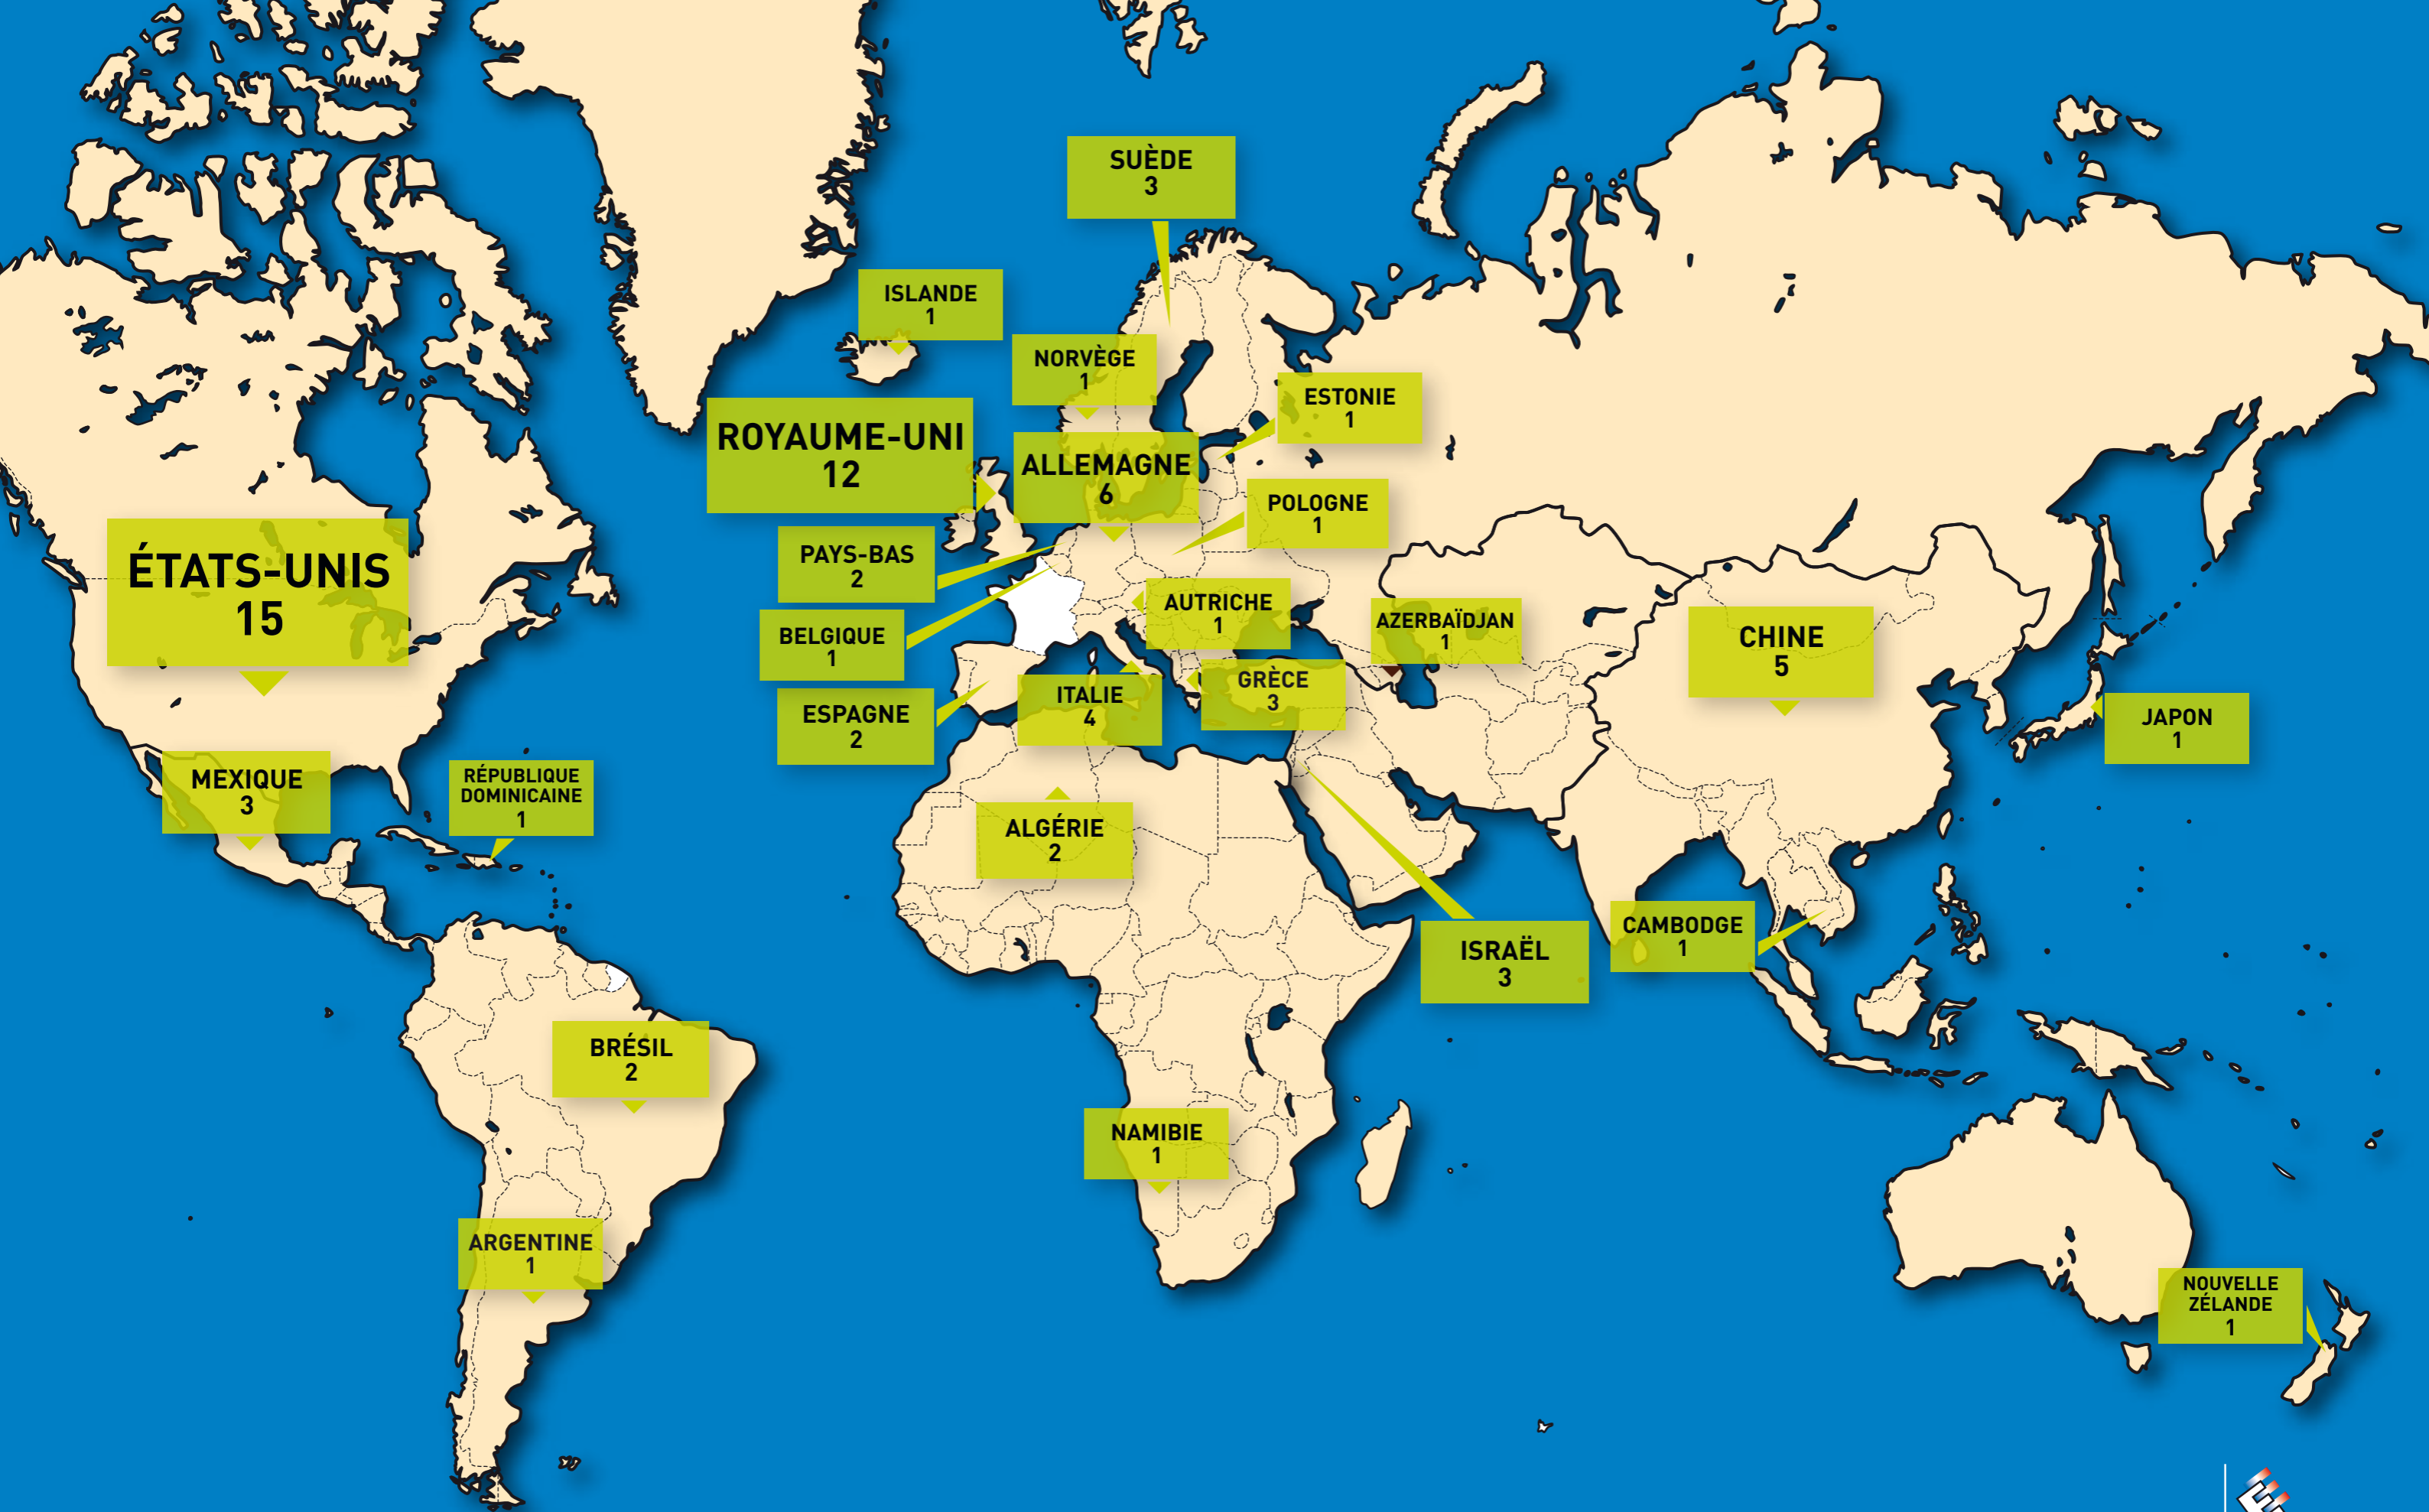 SUÈDE
3
ISLANDE
1
NORVÈGE
1
ESTONIE
1
ROYAUME-UNI
12
ALLEMAGNE
6
POLOGNE
1
ÉTATS-UNIS
15
PAYS-BAS
2
AUTRICHE
1
AZERBAÏDJAN
1
CHINE
5
BELGIQUE
1
ITALIE
4
GRÈCE
3
ESPAGNE
2
JAPON
1
MEXIQUE
3
RÉPUBLIQUE
DOMINICAINE
1
ALGÉRIE
2
ISRAËL
3
CAMBODGE
1
BRÉSIL
2
NAMIBIE
1
ARGENTINE
1
NOUVELLE
ZÉLANDE
1